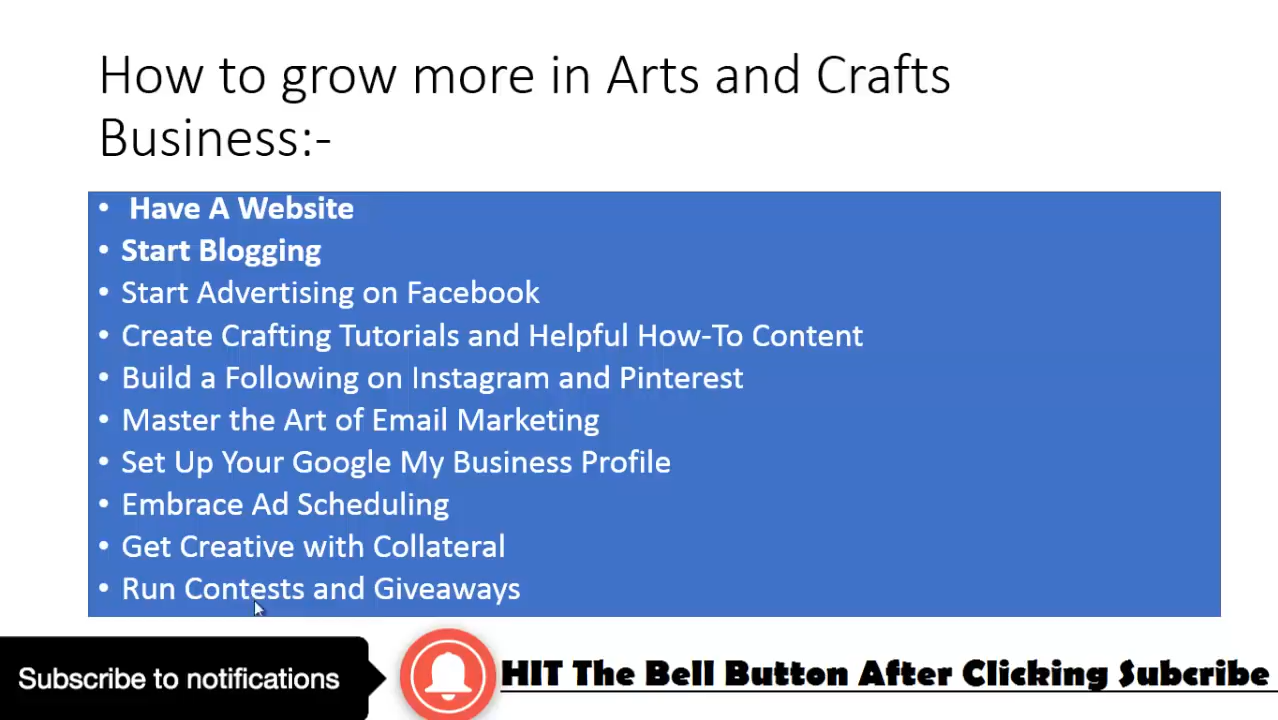 How to grow more in Arts and Crafts
Business:-
• Have A Website
• Start Blogging
• Start Advertising on Facebook
• Create Crafting Tutorials and Helpful How-To Content
• Build a Following on Instagram and Pinterest
• Master the Art of Email Marketing
• Set Up Your Google My Business Profile
• Embrace Ad Scheduling
• Get Creative with Collateral
• Run Contests and Giveaways
Subscribe to notifications
HIT The Bell Button After Clicking Subcribe